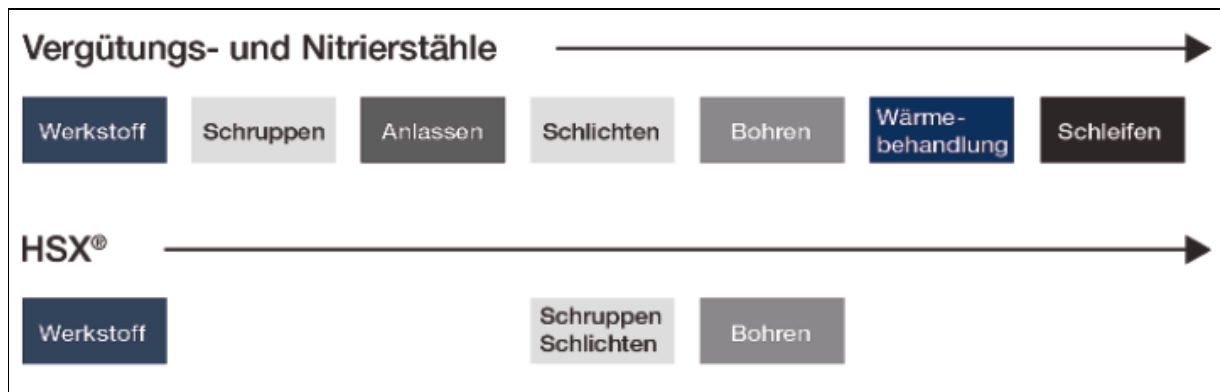 Vergütungs- und Nitrierstähle
Werkstoff
Schruppen
Anlassen
Schlichten
Bohren
Wärme-
behandlung
Schleifen
HSX®
Werkstoff
Schruppen
Schlichten
Bohren